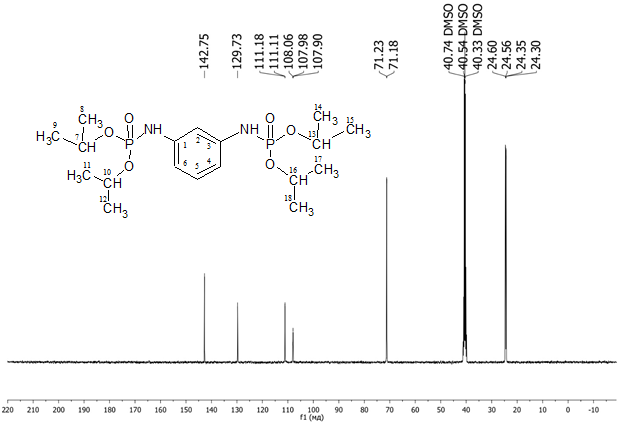 142.75
129.73
111.18
111.11
108.06
107.98
107.90
71.23
71.18
40.74 DMSO
40.54 DMSO
40.33 DMSO
24.60
24.56
24.35
24.30
9 8
H3C CH3 O
7 CH O P NH
O
11
H3C 10 CH
12 CH3
1 2 3
6 5 4
NH O
P O 13 CH
14 CH3
15 CH3
O 17 CH3
16 CH
18 CH3
220 210 200 190 180 170 160 150 140 130 120 110 100 90 80 70 60 50 40 30 20 10 0 -10
f1 (мд)